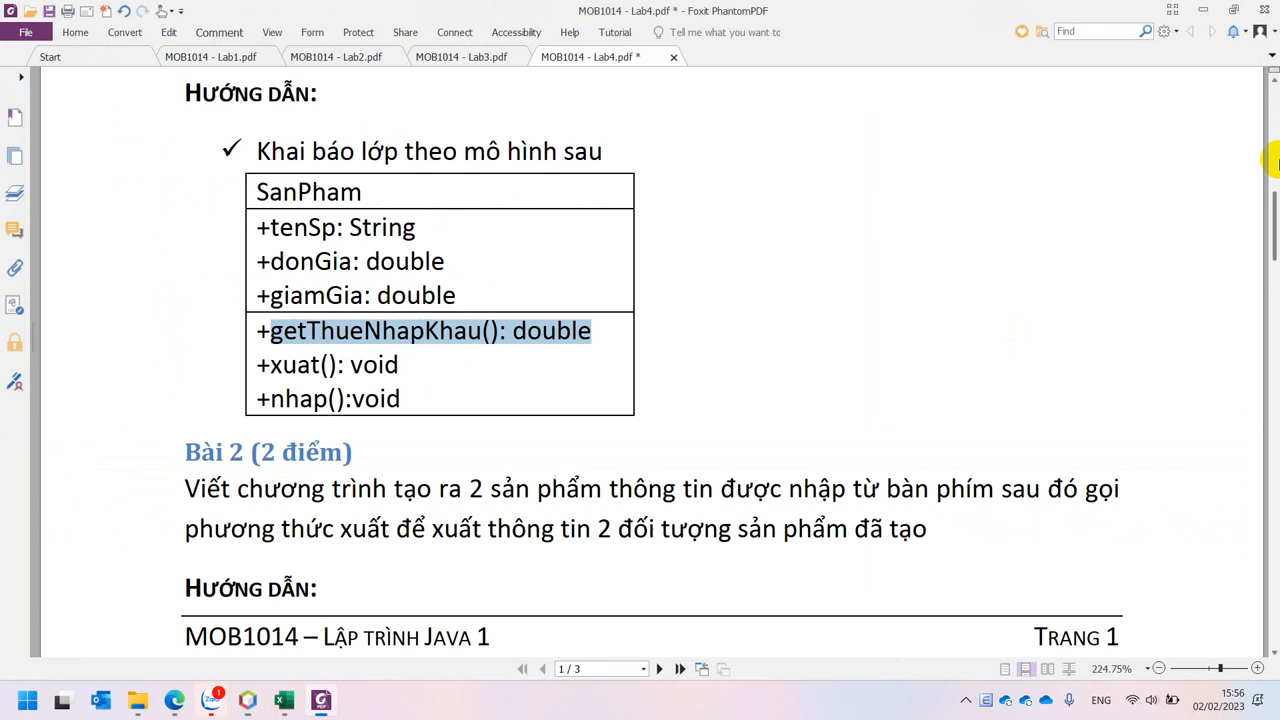 MOB1014 - Lab4.pdf * - Foxit PhantomPDF
File Home Convert Edit Comment View Form Protect Share Connect Accessibility Help Tutorial Tell me what you want to Find
Start MOB1014 - Lab1.pdf MOB1014 - Lab2.pdf MOB1014 - Lab3.pdf MOB1014 - Lab4.pdf *
HƯỚNG DẪN:
✓ Khai báo lớp theo mô hình sau
SanPham
+tenSp: String
+donGia: double
+giamGia: double
+getThueNhapKhau(): double
+xuat(): void
+nhap():void
Bài 2 (2 điểm)
Viết chương trình tạo ra 2 sản phẩm thông tin được nhập từ bàn phím sau đó gọi
phương thức xuất để xuất thông tin 2 đối tượng sản phẩm đã tạo
HƯỚNG DẪN:
MOB1014 – LẬP TRÌNH JAVA 1 TRANG 1
1 / 3 224.75%
Zalo 1 ENG 15:56
02/02/2023